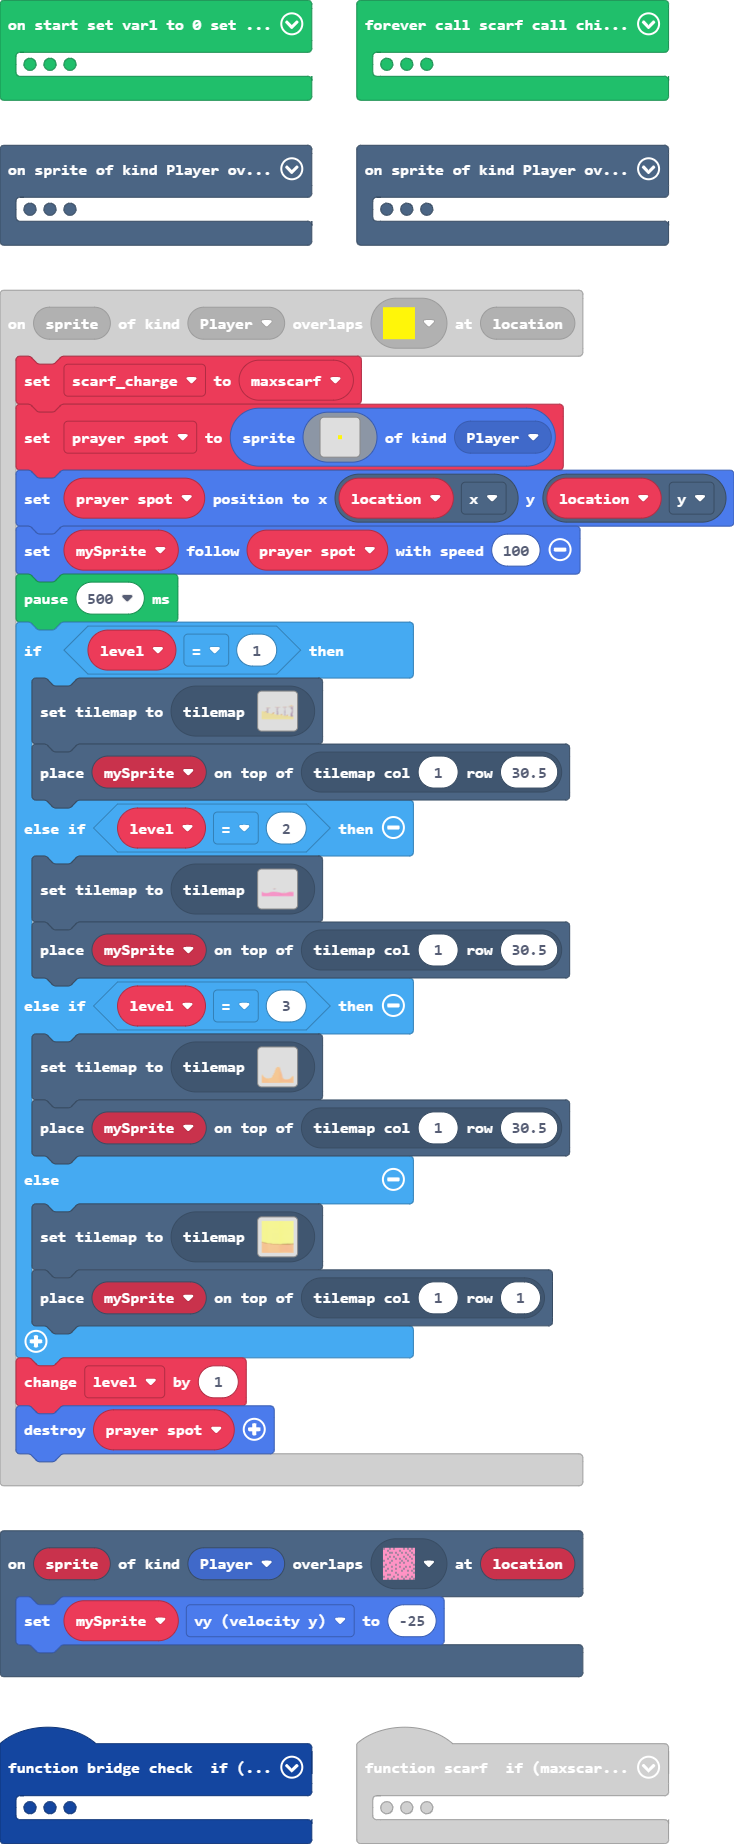 on start set var1 to 0 set ...
forever call scarf call chi...
on sprite of kind Player ov...
on sprite of kind Player ov...
on sprite of kind Player overlaps at location
set scarf_charge to maxscarf
set prayer spot to sprite of kind Player
set prayer spot position to x location x y location y
set mySprite follow prayer spot with speed 100
pause 500 ms
if level = 1 then
set tilemap to tilemap
place mySprite on top of tilemap col 1 row 30.5
else if level = 2 then
set tilemap to tilemap
place mySprite on top of tilemap col 1 row 30.5
else if level = 3 then
set tilemap to tilemap
place mySprite on top of tilemap col 1 row 30.5
else
set tilemap to tilemap
place mySprite on top of tilemap col 1 row 1
change level by 1
destroy prayer spot
on sprite of kind Player overlaps at location
set mySprite vy (velocity y) to -25
function bridge check if (...
function scarf if (maxscar...